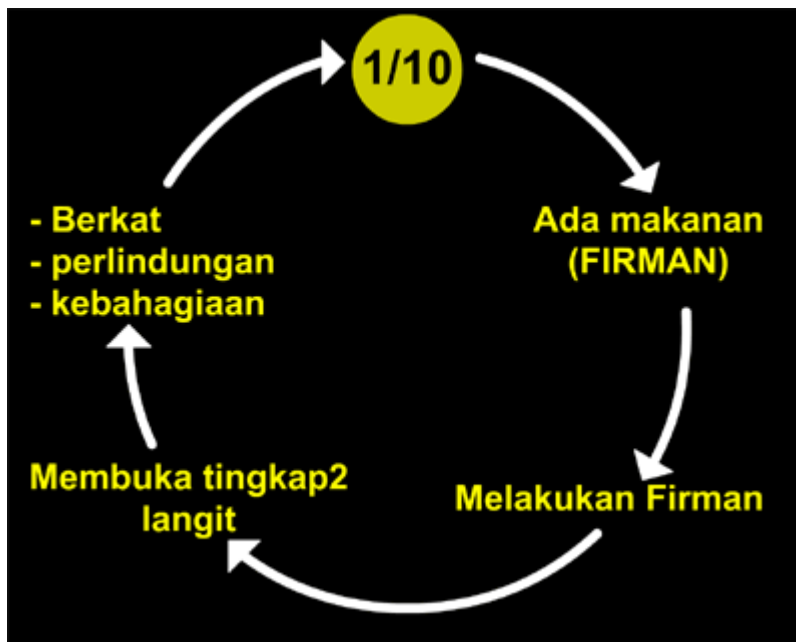 1/10
Ada makanan
(FIRMAN)
Melakukan Firman
Membuka tingkap2
langit
- Berkat
- perlindungan
- kebahagiaan